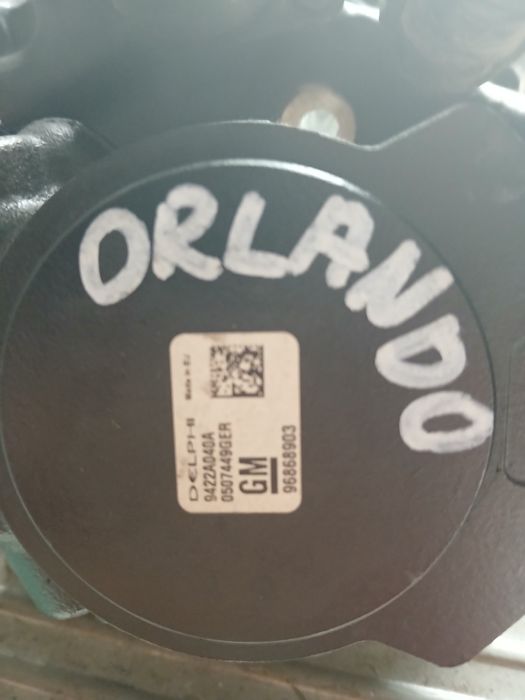 ORLANDO
Made in EU
DELPHI
9422A040A
0507449GER
GM
96868903